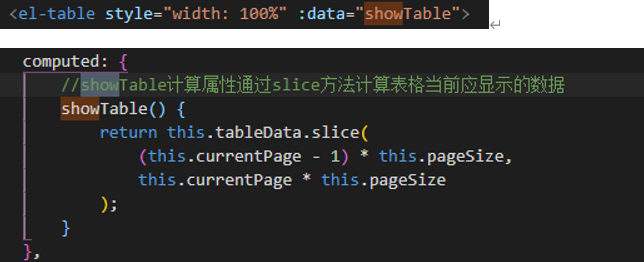 <el-table style="width: 100%" :data="showTable">
computed: {
//showTable计算属性通过slice方法计算表格当前应显示的数据
showTable() {
return this.tableData.slice(
(this.currentPage - 1) * this.pageSize,
this.currentPage * this.pageSize
);
}
},